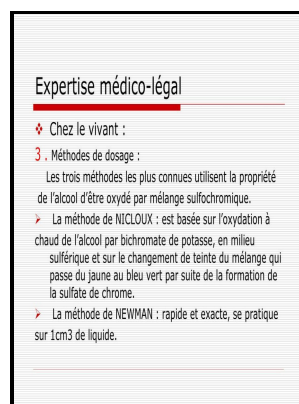 Expertise médico-légal
❖ Chez le vivant :
3 . Méthodes de dosage :
Les trois méthodes les plus connues utilisent la propriété
de l'alcool d'être oxydé par mélange sulfochromique.
➢ La méthode de NICLOUX : est basée sur l'oxydation à
chaud de l'alcool par bichromate de potasse, en milieu
sulfurique et sur le changement de teinte du mélange qui
passe du jaune au bleu vert par suite de la formation de
la sulfate de chrome.
➢ La méthode de NEWMAN : rapide et exacte, se pratique
sur 1cm3 de liquide.